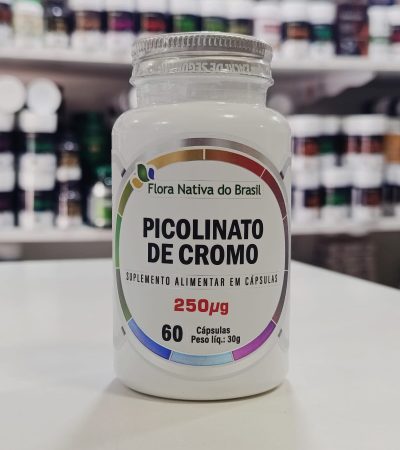 Flora Nativa do Brasil
PICOLINATO
DE CROMO
SUPLEMENTO ALIMENTAR EM CÁPSULAS
250µg
60 Cápsulas
Peso líq.: 30g